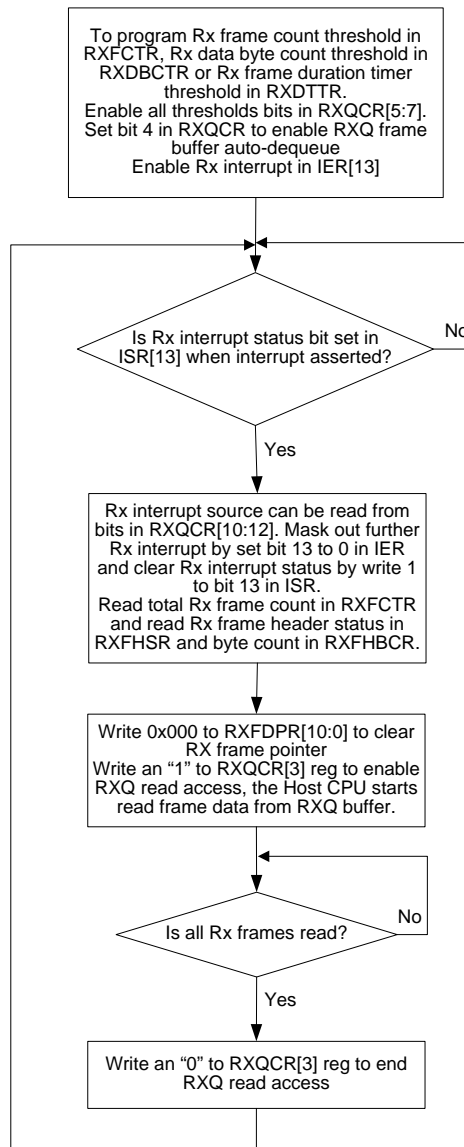 To program Rx frame count threshold in
RXFCTR, Rx data byte count threshold in
RXDBCTR or Rx frame duration timer
threshold in RXDTTR.
Enable all thresholds bits in RXQCR[5:7].
Set bit 4 in RXQCR to enable RXQ frame
buffer auto-dequeue
Enable Rx interrupt in IER[13]
Is Rx interrupt status bit set in
ISR[13] when interrupt asserted?
No
Yes
Rx interrupt source can be read from
bits in RXQCR[10:12]. Mask out further
Rx interrupt by set bit 13 to 0 in IER
and clear Rx interrupt status by write 1
to bit 13 in ISR.
Read total Rx frame count in RXFCTR
and read Rx frame header status in
RXFHSR and byte count in RXFHBCR.
Write 0x000 to RXFDPR[10:0] to clear
RX frame pointer
Write an “1” to RXQCR[3] reg to enable
RXQ read access, the Host CPU starts
read frame data from RXQ buffer.
Is all Rx frames read?
No
Yes
Write an “0” to RXQCR[3] reg to end
RXQ read access